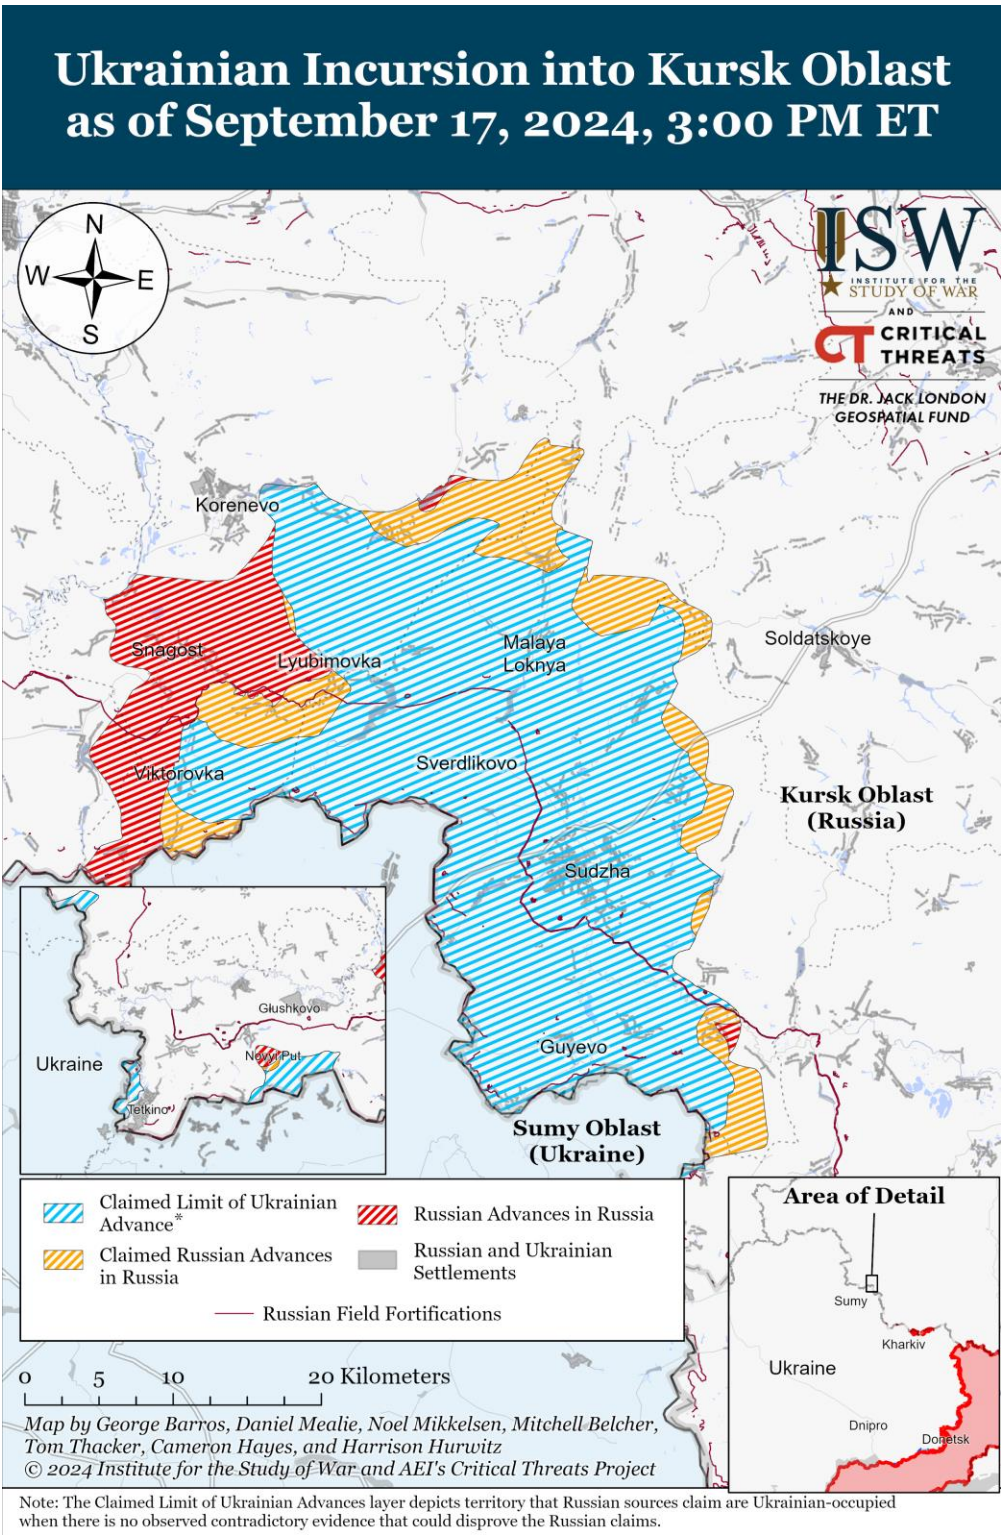 Ukrainian Incursion into Kursk Oblast
as of September 17, 2024, 3:00 PM ET
N
W
E
S
ISW
INSTITUTE FOR THE
STUDY OF WAR
AND
CT CRITICAL
THREATS
THE DR. JACK LONDON
GEOSPATIAL FUND
Korenevo
Snagost
Lyubimovka
Malaya
Loknya
Soldatskoye
Viktorovka
Sverdlikovo
Kursk Oblast
(Russia)
Sudzha
Guyevo
Sumy Oblast
(Ukraine)
Glushkovo
Novyi Put
Ukraine
Tetkino
Claimed Limit of Ukrainian
Advance*
Claimed Russian Advances
in Russia
Russian Advances in Russia
Russian and Ukrainian
Settlements
Russian Field Fortifications
Area of Detail
Sumy
Kharkiv
Ukraine
Dnipro
Donetsk
0 5 10 20 Kilometers
Map by George Barros, Daniel Mealie, Noel Mikkelsen, Mitchell Belcher,
Tom Thacker, Cameron Hayes, and Harrison Hurwitz
© 2024 Institute for the Study of War and AEI's Critical Threats Project
Note: The Claimed Limit of Ukrainian Advances layer depicts territory that Russian sources claim are Ukrainian-occupied
when there is no observed contradictory evidence that could disprove the Russian claims.